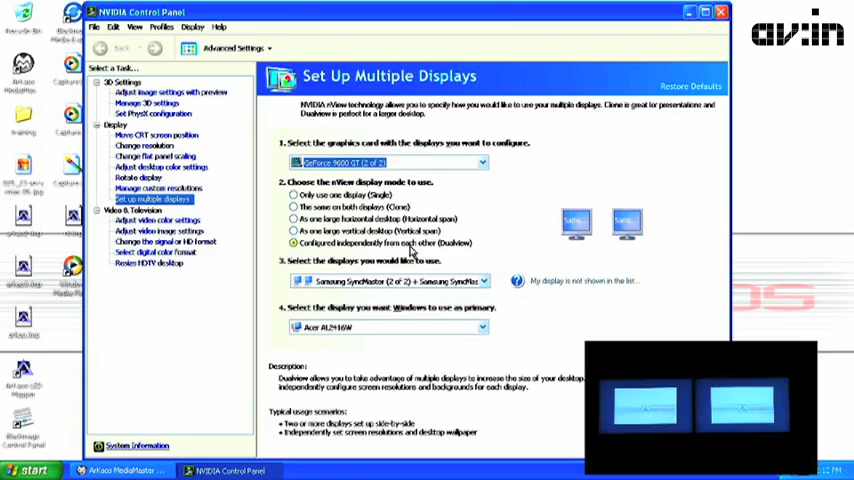 NVIDIA Control Panel
av:in
File Edit View Profiles Display Help
Back
Advanced Settings
Select a Task...
3D Settings
Adjust image settings with preview
Manage 3D settings
Set PhysX configuration
Display
Move CRT screen position
Change resolution
Change flat panel scaling
Adjust desktop color settings
Rotate display
Manage custom resolutions
Set up multiple displays
Video & Television
Adjust video color settings
Adjust video image settings
Change the signal or HD format
Select digital color format
Resize HDTV desktop
System Information
Set Up Multiple Displays
Restore Defaults
NVIDIA nView technology allows you to specify how you would like to use your multiple displays. Clone is great for presentations and
Dualview is perfect for a larger desktop.
1. Select the graphics card with the displays you want to configure.
GeForce 9600 GT (2 of 2)
2. Choose the nView display mode to use.
Only use one display (Single)
The same on both displays (Clone)
As one large horizontal desktop (Horizontal span)
As one large vertical desktop (Vertical span)
Configured independently from each other (Dualview)
Sams... Sams...
3. Select the displays you would like to use.
Samsung SyncMaster (2 of 2) + Samsung SyncMas
My display is not shown in the list...
4. Select the display you want Windows to use as primary.
Acer AL2416W
Description:
Dualview allows you to take advantage of multiple displays to increase the size of your desktop.
independently configure screen resolutions and backgrounds for each display.
Typical usage scenarios:
• Two or more displays set up side-by-side
• Independently set screen resolutions and desktop wallpaper
Recycle Bin
ArKaos
training
Mapper
Control Panel
start
ArKaos MediaMaster ...
NVIDIA Control Panel